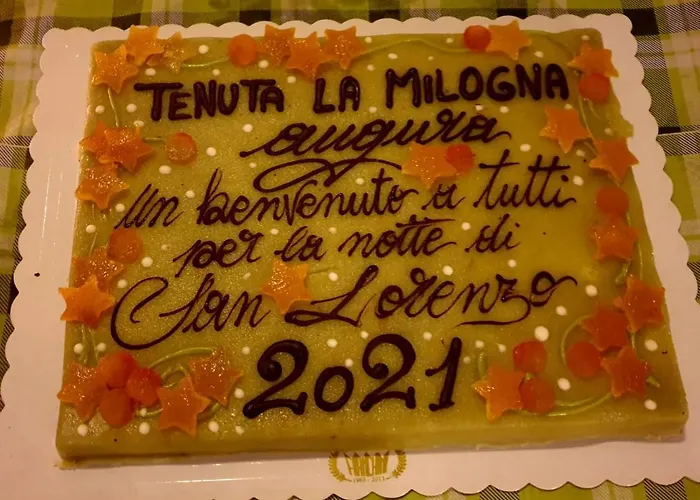 TENUTA LA MILOGNA
augura
un benvenuto a tutti
per la notte di
San Lorenzo
2021